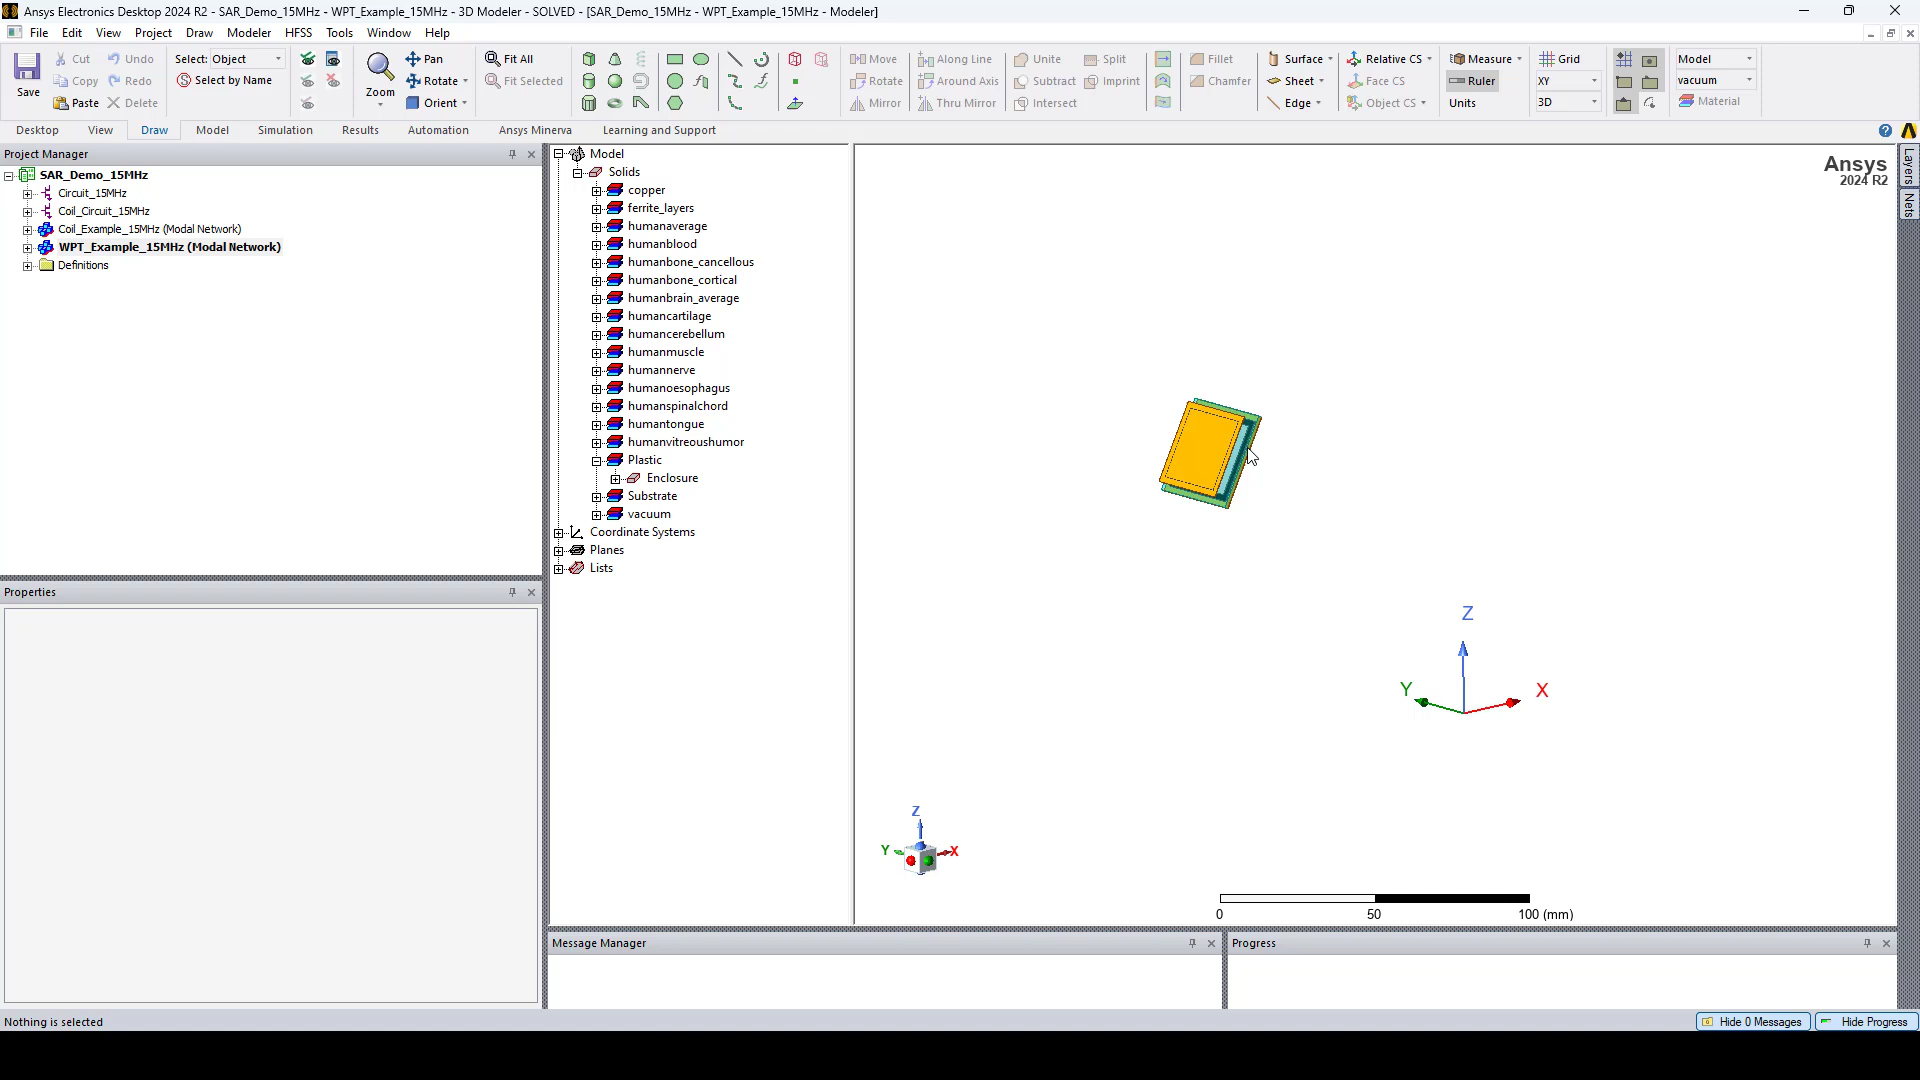 Ansys Electronics Desktop 2024 R2 - SAR_Demo_15MHz - WPT_Example_15MHz - 3D Modeler - SOLVED - [SAR_Demo_15MHz - WPT_Example_15MHz - Modeler]
File Edit View Project Draw Modeler HFSS Tools Window Help
Save
Cut
Copy
Paste
Undo
Redo
Delete
Select: Object
Select by Name
Zoom
Pan
Rotate
Orient
Fit All
Fit Selected
Move
Rotate
Mirror
Along Line
Around Axis
Thru Mirror
Unite
Subtract
Intersect
Split
Imprint
Fillet
Chamfer
Surface
Sheet
Edge
Relative CS
Face CS
Object CS
Measure
Ruler
Units
Grid
XY
3D
Model
vacuum
Material
Desktop View Draw Model Simulation Results Automation Ansys Minerva Learning and Support
Project Manager
SAR_Demo_15MHz
Circuit_15MHz
Coil_Circuit_15MHz
Coil_Example_15MHz (Modal Network)
WPT_Example_15MHz (Modal Network)
Definitions
Properties
Model
Solids
copper
ferrite_layers
humanaverage
humanblood
humanbone_cancellous
humanbone_cortical
humanbrain_average
humancartilage
humancerebellum
humanmuscle
humannerve
humanoesophagus
humanspinalchord
humantongue
humanvitreoushumor
Plastic
Enclosure
Substrate
vacuum
Coordinate Systems
Planes
Lists
Ansys
2024 R2
Layers
Nets
Z
Y
X
Z
Y
X
0 50 100 (mm)
Message Manager
Progress
Nothing is selected
Hide 0 Messages
Hide Progress